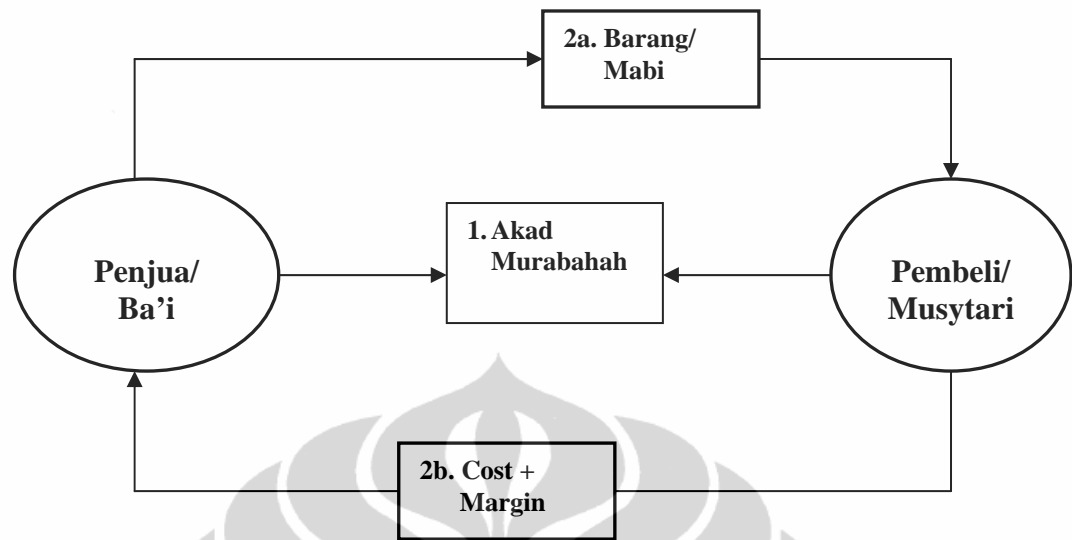 2a. Barang/
Mabi
1. Akad
Murabahah
Penjua/
Ba’i
Pembeli/
Musytari
2b. Cost +
Margin